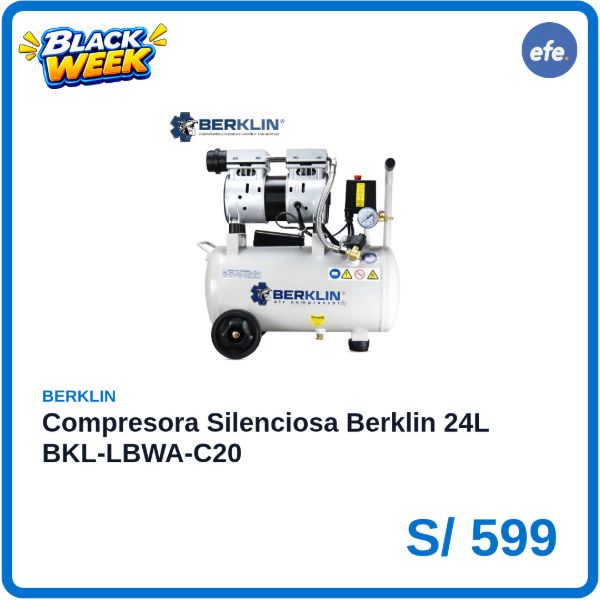 BLACK
WEEK
efe.
BERKLIN®
BERKLIN®
air compressor
BERKLIN
Compresora Silenciosa Berklin 24L
BKL-LBWA-C20
S/ 599